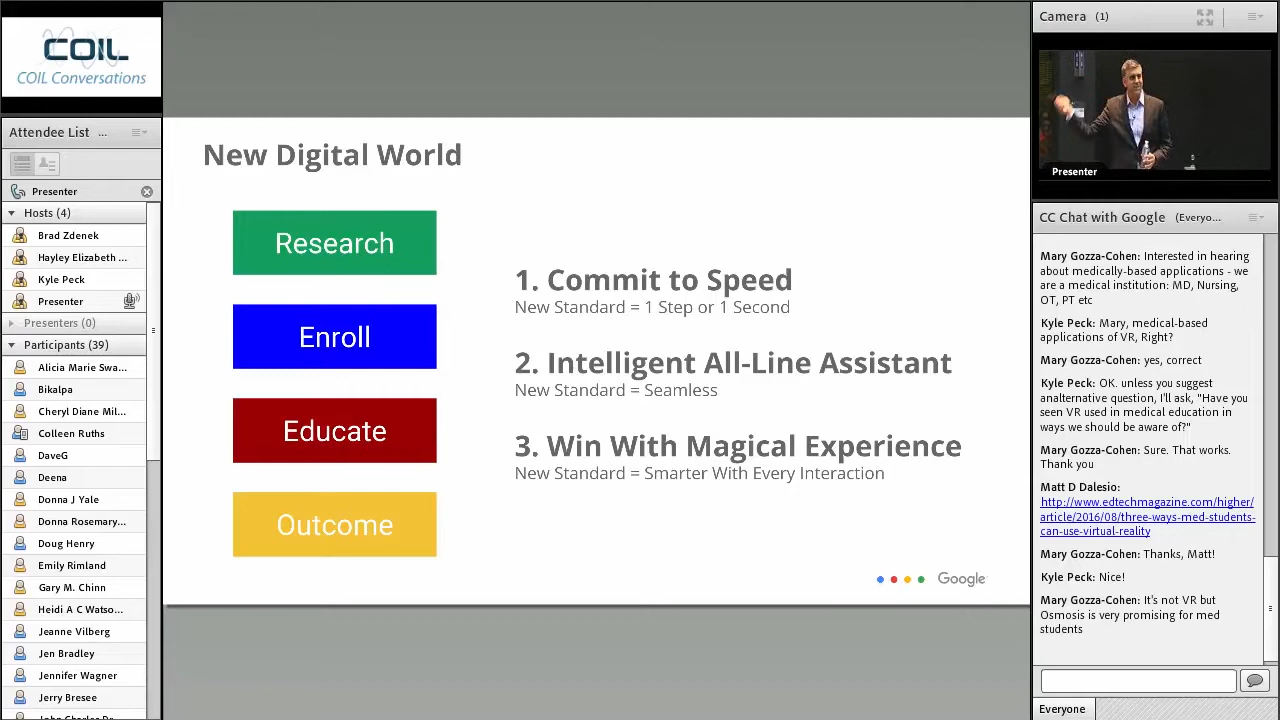 COIL
COIL Conversations
Attendee List ...
Presenter
Hosts (4)
Brad Zdenek
Hayley Elizabeth ...
Kyle Peck
Presenter
Presenters (0)
Participants (39)
Alicia Marie Swa...
Bikalpa
Cheryl Diane Mil...
Colleen Ruths
DaveG
Deena
Donna J Yale
Donna Rosemary...
Doug Henry
Emily Rimland
Gary M. Chinn
Heidi A C Watso...
Jeanne Vilberg
Jen Bradley
Jennifer Wagner
Jerry Bresee
New Digital World
Research
Enroll
Educate
Outcome
1. Commit to Speed
New Standard = 1 Step or 1 Second
2. Intelligent All-Line Assistant
New Standard = Seamless
3. Win With Magical Experience
New Standard = Smarter With Every Interaction
Google
Camera (1)
Presenter
CC Chat with Google (Everyo...
Mary Gozza-Cohen: Interested in hearing
about medically-based applications - we
are a medical institution: MD, Nursing,
OT, PT etc
Kyle Peck: Mary, medical-based
applications of VR, Right?
Mary Gozza-Cohen: yes, correct
Kyle Peck: OK. unless you suggest
analternative question, I'll ask, "Have you
seen VR used in medical education in
ways we should be aware of?"
Mary Gozza-Cohen: Sure. That works.
Thank you
Matt D Dalesio:
http://www.edtechmagazine.com/higher/
article/2016/08/three-ways-med-students-
can-use-virtual-reality
Mary Gozza-Cohen: Thanks, Matt!
Kyle Peck: Nice!
Mary Gozza-Cohen: It's not VR but
Osmosis is very promising for med
students
Everyone